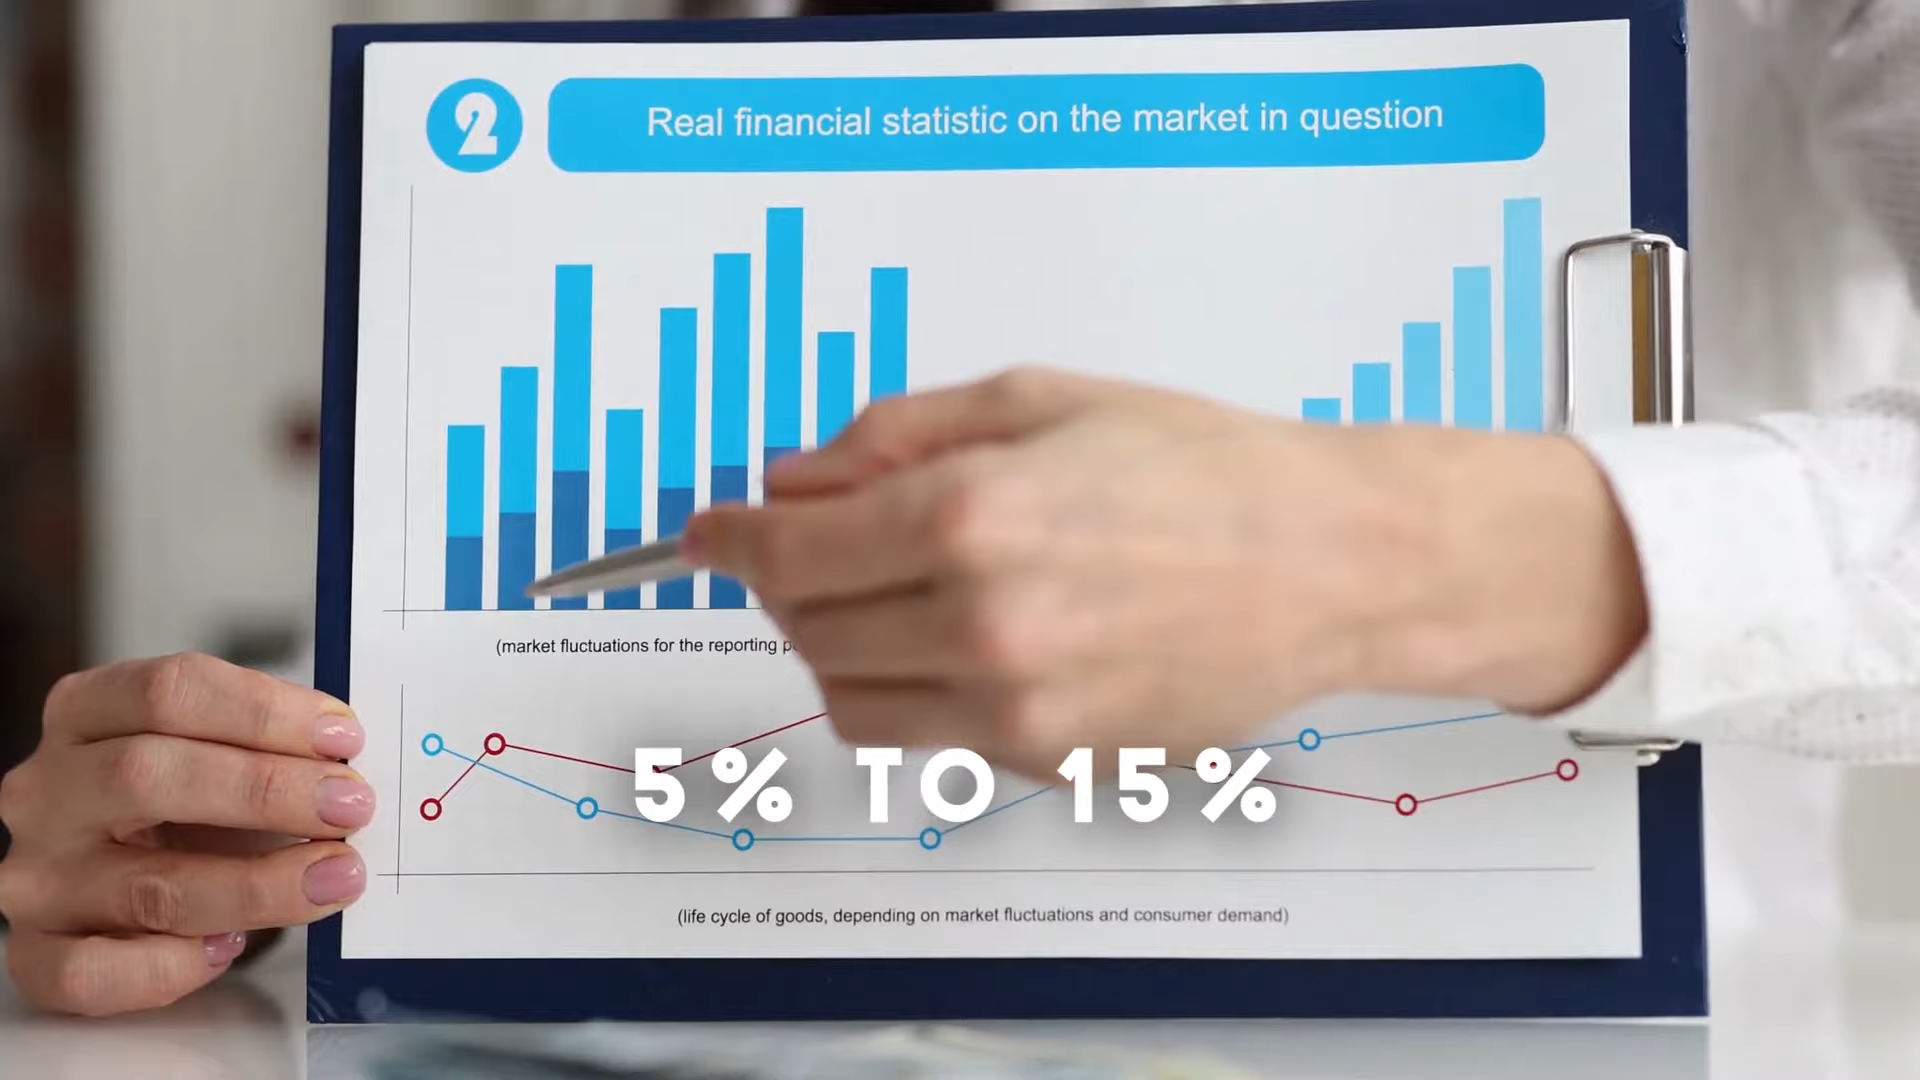 2
Real financial statistic on the market in question
(market fluctuations for the reporting
5% TO 15%
(life cycle of goods, depending on market fluctuations and consumer demand)